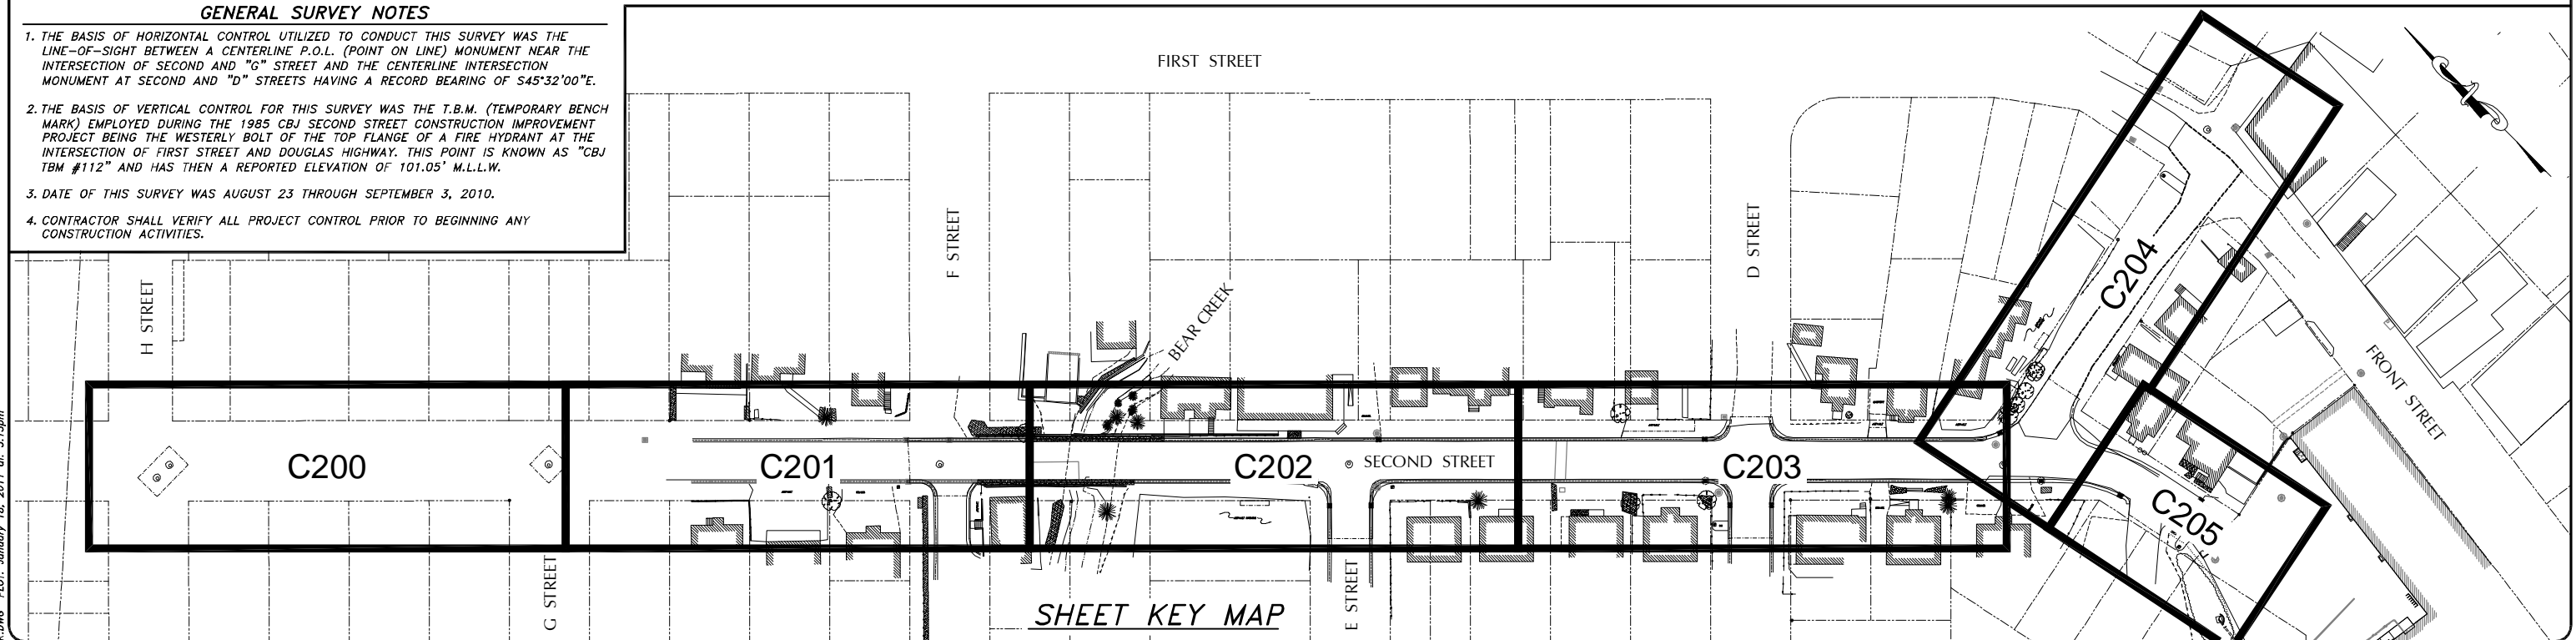 GENERAL SURVEY NOTES
1. THE BASIS OF HORIZONTAL CONTROL UTILIZED TO CONDUCT THIS SURVEY WAS THE
LINE-OF-SIGHT BETWEEN A CENTERLINE P.O.L. (POINT ON LINE) MONUMENT NEAR THE
INTERSECTION OF SECOND AND "G" STREET AND THE CENTERLINE INTERSECTION
MONUMENT AT SECOND AND "D" STREETS HAVING A RECORD BEARING OF S45°32'00"E.
2. THE BASIS OF VERTICAL CONTROL FOR THIS SURVEY WAS THE T.B.M. (TEMPORARY BENCH
MARK) EMPLOYED DURING THE 1985 CBJ SECOND STREET CONSTRUCTION IMPROVEMENT
PROJECT BEING THE WESTERLY BOLT OF THE TOP FLANGE OF A FIRE HYDRANT AT THE
INTERSECTION OF FIRST STREET AND DOUGLAS HIGHWAY. THIS POINT IS KNOWN AS "CBJ
TBM #112" AND HAS THEN A REPORTED ELEVATION OF 101.05' M.L.L.W.
3. DATE OF THIS SURVEY WAS AUGUST 23 THROUGH SEPTEMBER 3, 2010.
4. CONTRACTOR SHALL VERIFY ALL PROJECT CONTROL PRIOR TO BEGINNING ANY
CONSTRUCTION ACTIVITIES.
FIRST STREET
H STREET
F STREET
D STREET
BEAR CREEK
C204
FRONT STREET
C200
C201
C202
SECOND STREET
C203
C205
G STREET
E STREET
SHEET KEY MAP